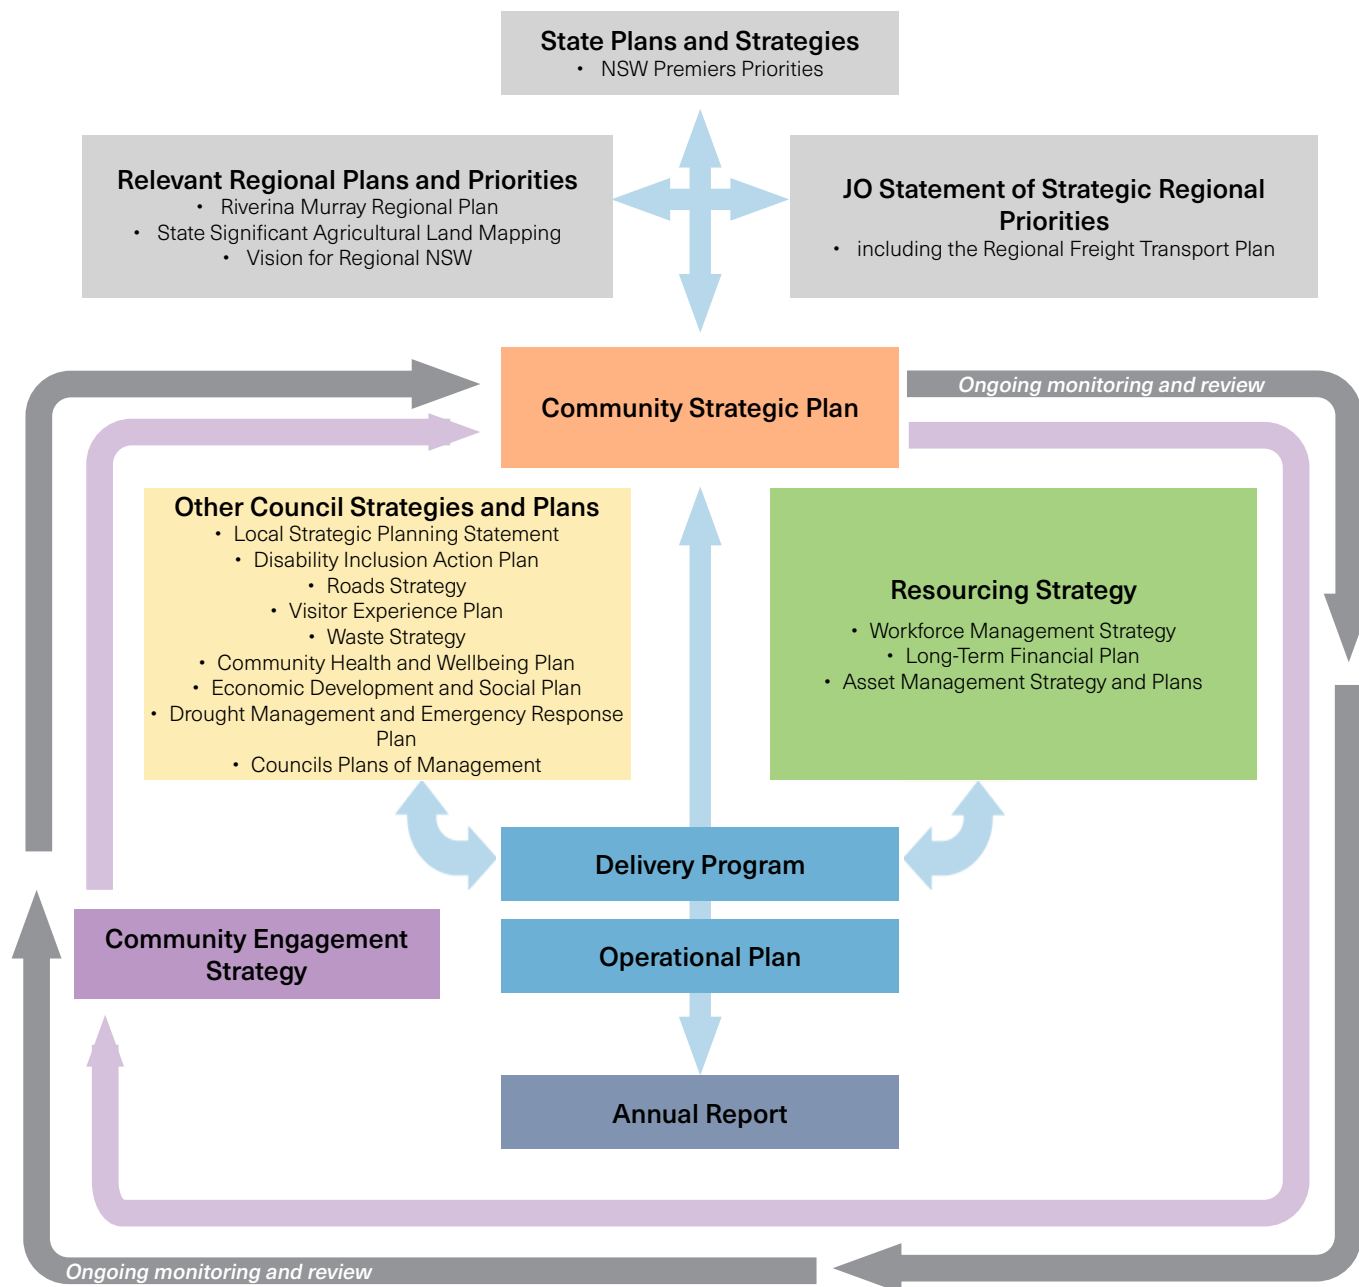 State Plans and Strategies
• NSW Premiers Priorities
Relevant Regional Plans and Priorities
• Riverina Murray Regional Plan
• State Significant Agricultural Land Mapping
• Vision for Regional NSW
JO Statement of Strategic Regional
Priorities
• including the Regional Freight Transport Plan
Community Strategic Plan
Ongoing monitoring and review
Other Council Strategies and Plans
• Local Strategic Planning Statement
• Disability Inclusion Action Plan
• Roads Strategy
• Visitor Experience Plan
• Waste Strategy
• Community Health and Wellbeing Plan
• Economic Development and Social Plan
• Drought Management and Emergency Response
Plan
• Councils Plans of Management
Resourcing Strategy
• Workforce Management Strategy
• Long-Term Financial Plan
• Asset Management Strategy and Plans
Delivery Program
Community Engagement
Strategy
Operational Plan
Annual Report
Ongoing monitoring and review